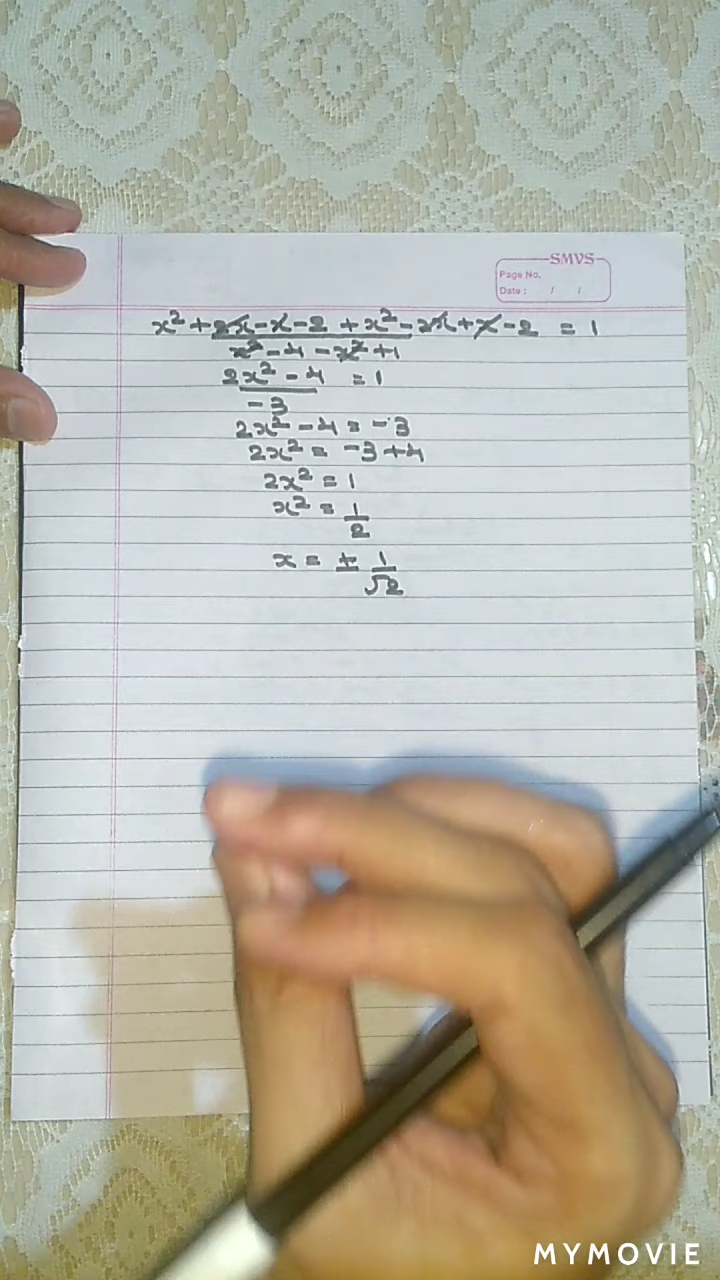 SMVS
Page No.
Date : / /
x² + 2x - x - 2 + x² - 2x + x - 2 = 1
x² - 4 - x² + 1
2x² - 4 = 1
- 3
2x² - 4 = - 3
2x² = - 3 + 4
2x² = 1
x² = 1/2
x = ± 1/√2
MYMOVIE